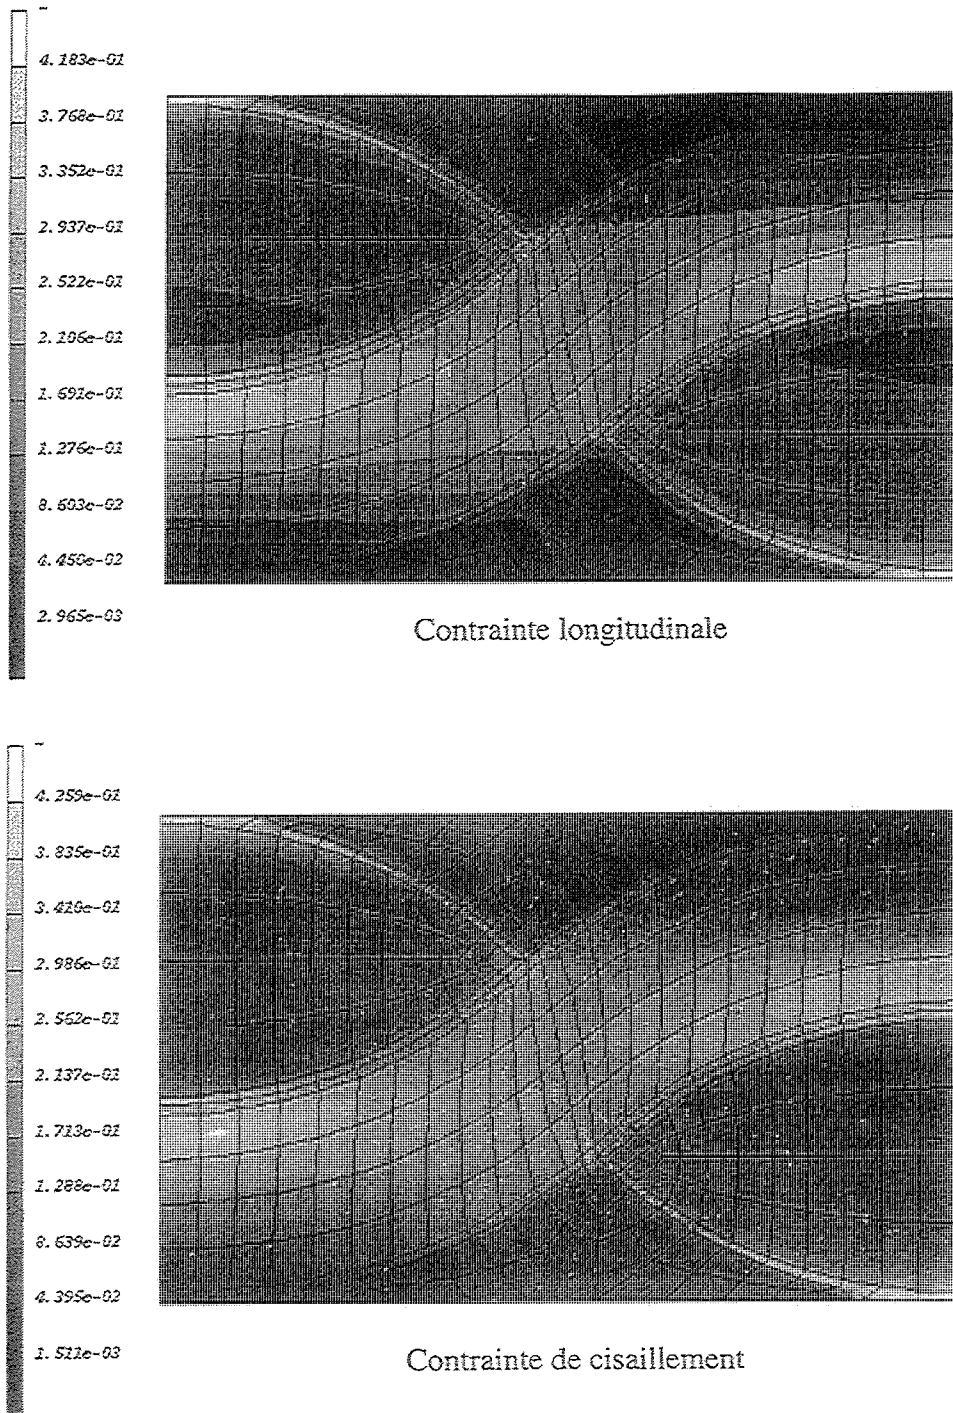 4.183e-01
3.768e-01
3.352e-01
2.937e-01
2.522e-01
2.106e-01
1.691e-01
1.276e-01
8.603e-02
4.450e-02
2.965e-03
Contrainte longitudinale
4.259e-01
3.835e-01
3.410e-01
2.986e-01
2.562e-01
2.137e-01
1.713e-01
1.288e-01
8.639e-02
4.395e-02
1.511e-03
Contrainte de cisaillement